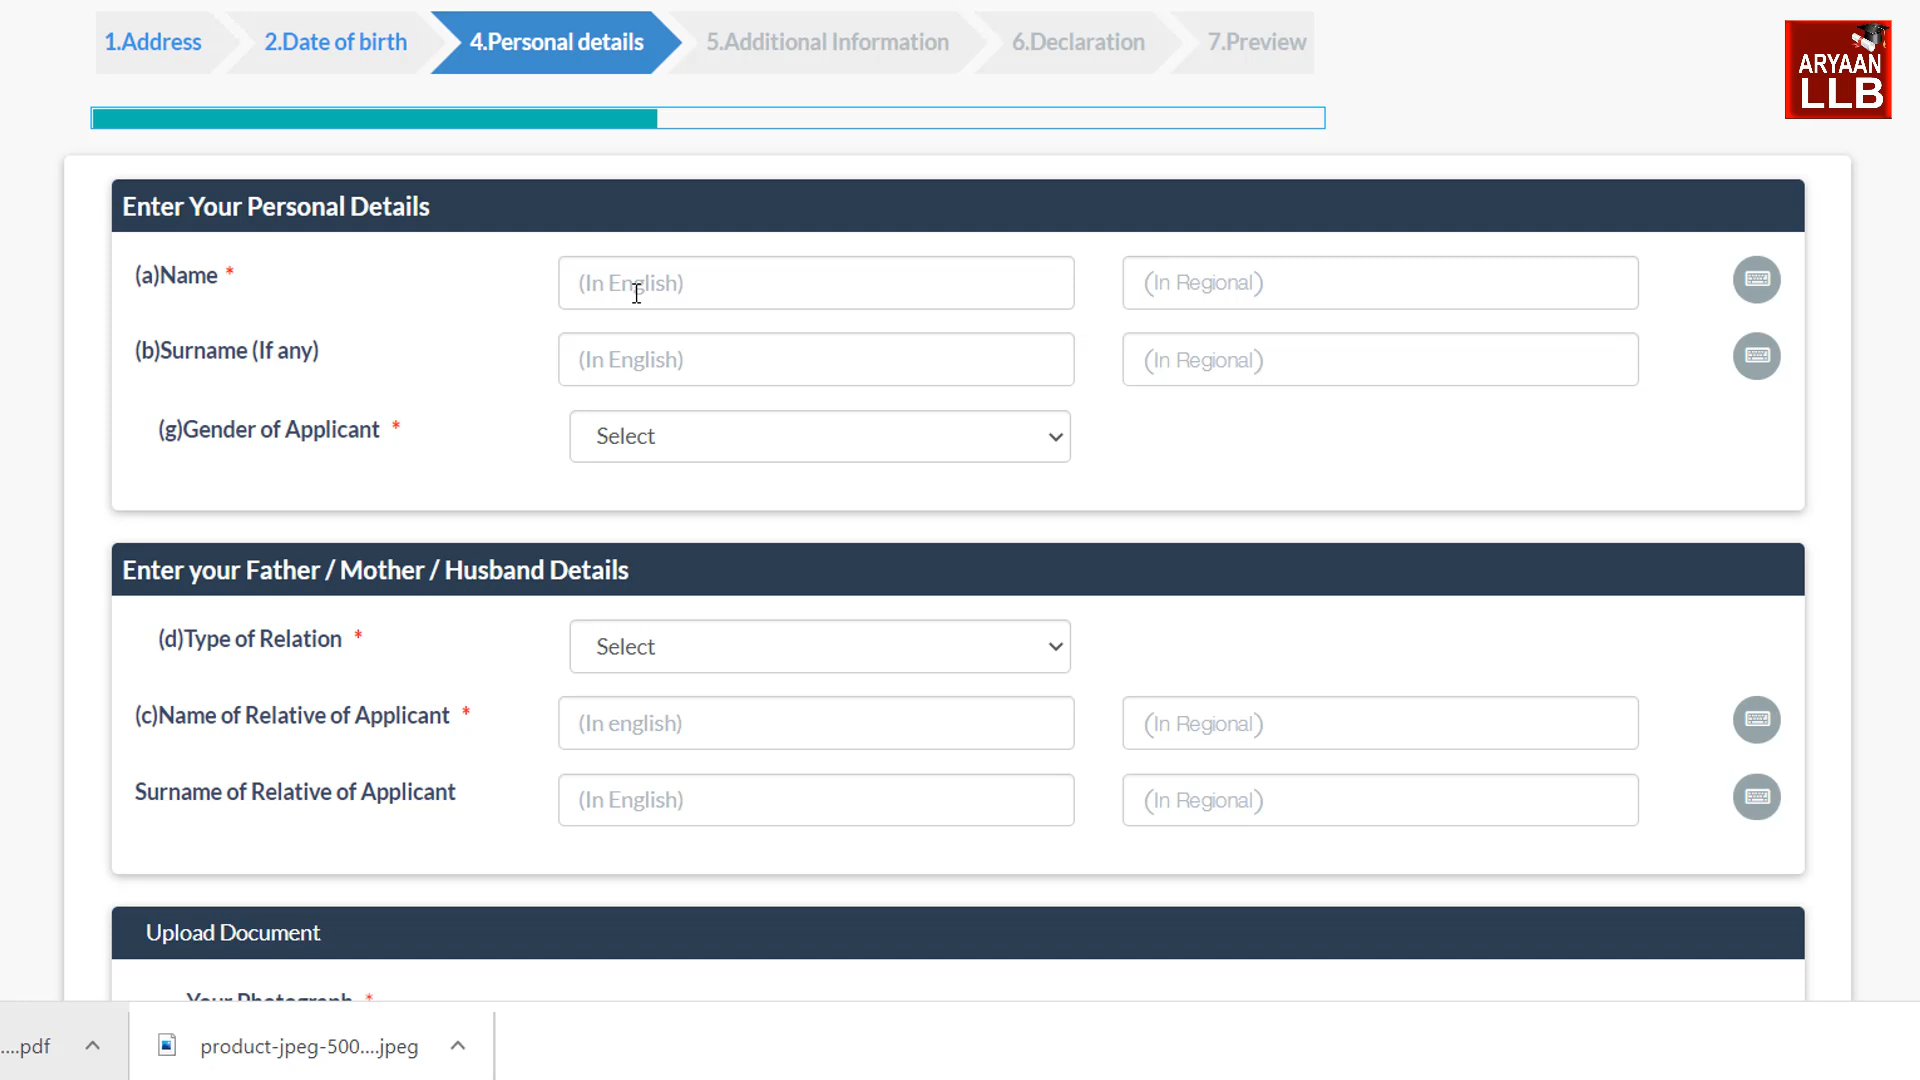 1.Address 2.Date of birth 4.Personal details 5.Additional Information 6.Declaration 7.Preview
ARYAAN
LLB
Enter Your Personal Details
(a)Name * (In English) (In Regional)
(b)Surname (If any) (In English) (In Regional)
(g)Gender of Applicant * Select
Enter your Father / Mother / Husband Details
(d)Type of Relation * Select
(c)Name of Relative of Applicant * (In english) (In Regional)
Surname of Relative of Applicant (In English) (In Regional)
Upload Document
Your Photograph *
....pdf product-jpeg-500....jpeg